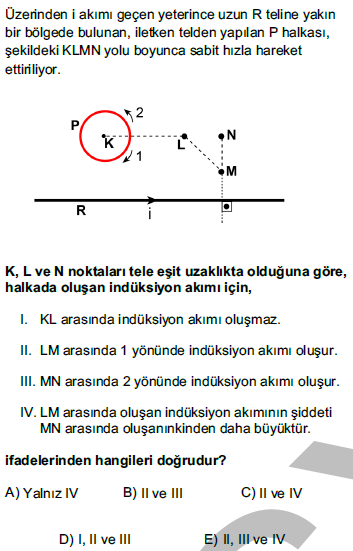 Üzerinden i akımı geçen yeterince uzun R teline yakın
bir bölgede bulunan, iletken telden yapılan P halkası,
şekildeki KLMN yolu boyunca sabit hızla hareket
ettiriliyor.
2
P
N
K
L
1
M
R
i
K, L ve N noktaları tele eşit uzaklıkta olduğuna göre,
halkada oluşan indüksiyon akımı için,
I. KL arasında indüksiyon akımı oluşmaz.
II. LM arasında 1 yönünde indüksiyon akımı oluşur.
III. MN arasında 2 yönünde indüksiyon akımı oluşur.
IV. LM arasında oluşan indüksiyon akımının şiddeti
MN arasında oluşanınkinden daha büyüktür.
ifadelerinden hangileri doğrudur?
A) Yalnız IV B) II ve III C) II ve IV
D) I, II ve III E) II, III ve IV